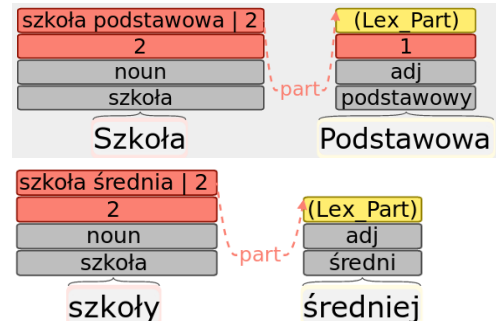 szkoła podstawowa | 2 (Lex_Part)
2 1
noun adj
szkoła podstawowy
part
Szkoła Podstawowa
szkoła średnia | 2
2 (Lex_Part)
noun adj
szkoła średni
part
szkoły średniej